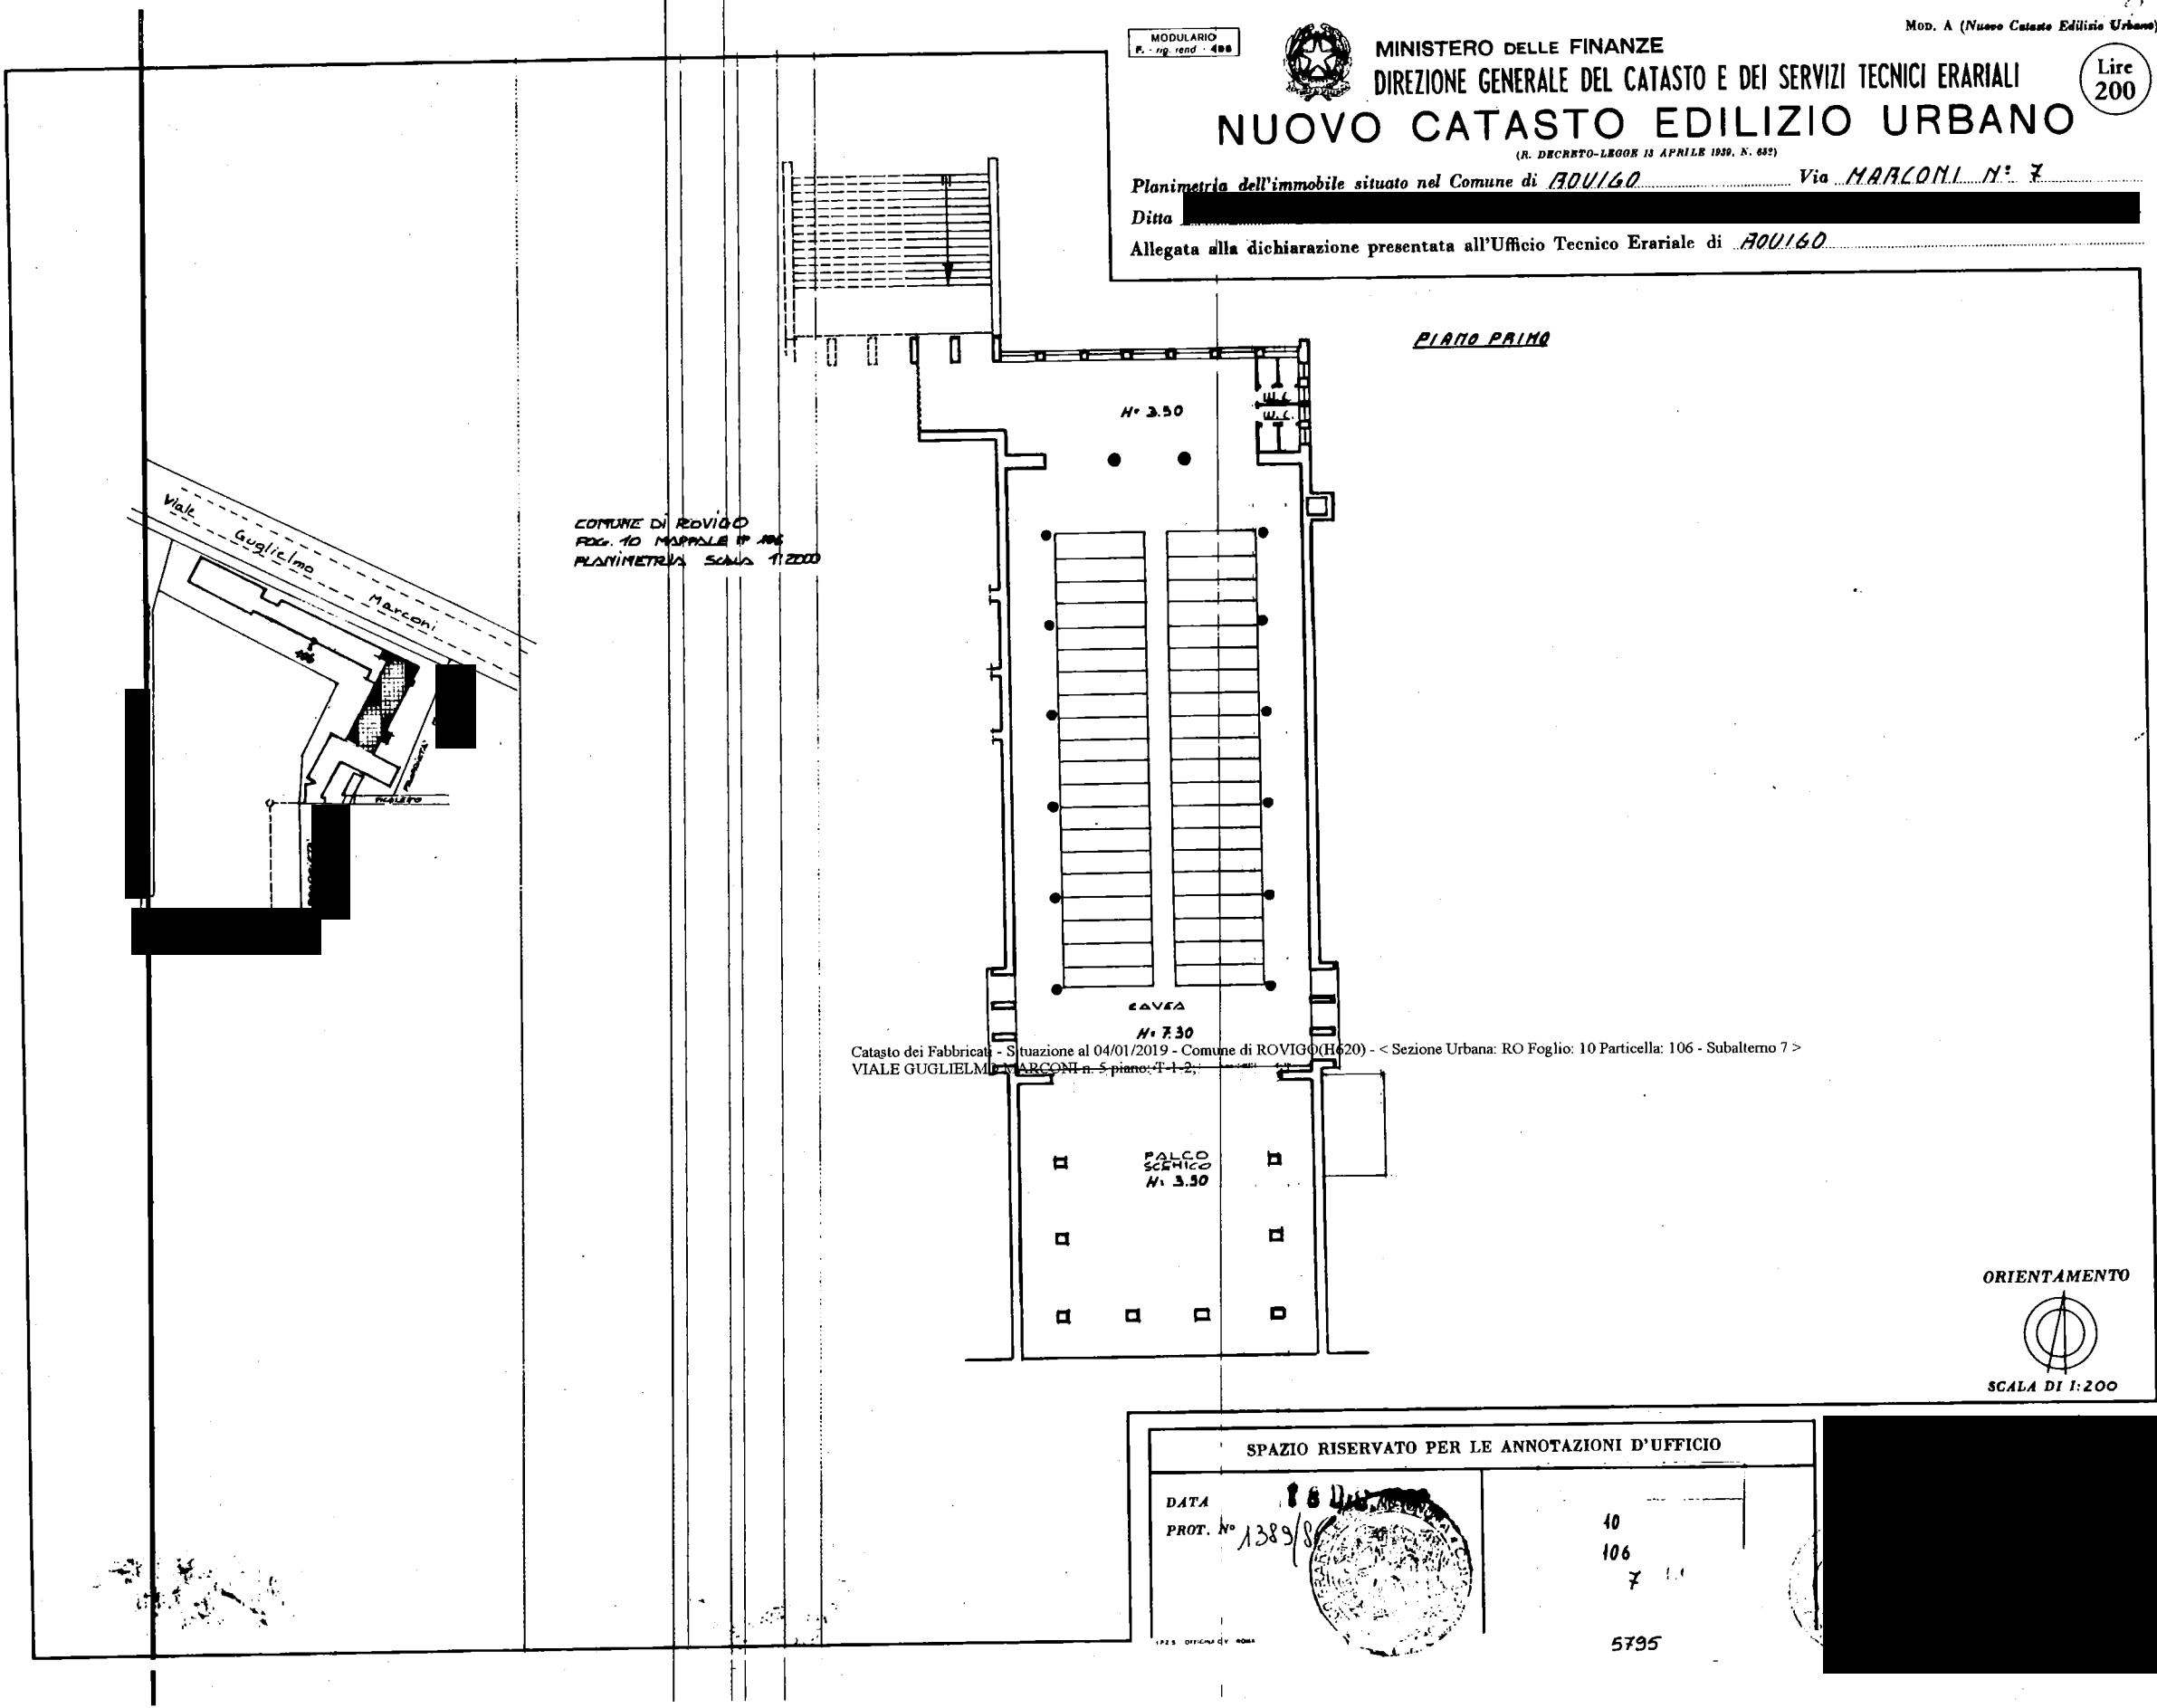 MODULARIO
F. - rig. rend - 498
MOD. A (Nuovo Catasto Edilizio Urbano)
MINISTERO DELLE FINANZE
DIREZIONE GENERALE DEL CATASTO E DEI SERVIZI TECNICI ERARIALI
Lire
200
NUOVO CATASTO EDILIZIO URBANO
(R. DECRETO-LEGGE 13 APRILE 1939, N. 652)
Planimetria dell'immobile situato nel Comune di ROVIGO Via MARCONI N° 7
Ditta
Allegata alla dichiarazione presentata all'Ufficio Tecnico Erariale di ROVIGO
PIANO PRIMO
H= 3.50
W.C.
W.C.
Viale Guglielmo Marconi
COMUNE DI ROVIGO
FOG. 10 MAPPALE N° 106
PLANIMETRIA SCALA 1:2000
106
PROPRIETA'
VICOLETTO
CAVEA
H= 7.30
Catasto dei Fabbricati - Situazione al 04/01/2019 - Comune di ROVIGO(H620) - < Sezione Urbana: RO Foglio: 10 Particella: 106 - Subalterno 7 >
VIALE GUGLIELMO MARCONI n. 5 piano: T-1-2;
PALCO
SCENICO
H: 3.50
ORIENTAMENTO
SCALA DI 1:200
SPAZIO RISERVATO PER LE ANNOTAZIONI D'UFFICIO
DATA
PROT. N° 1389/8
10
106
7
5795